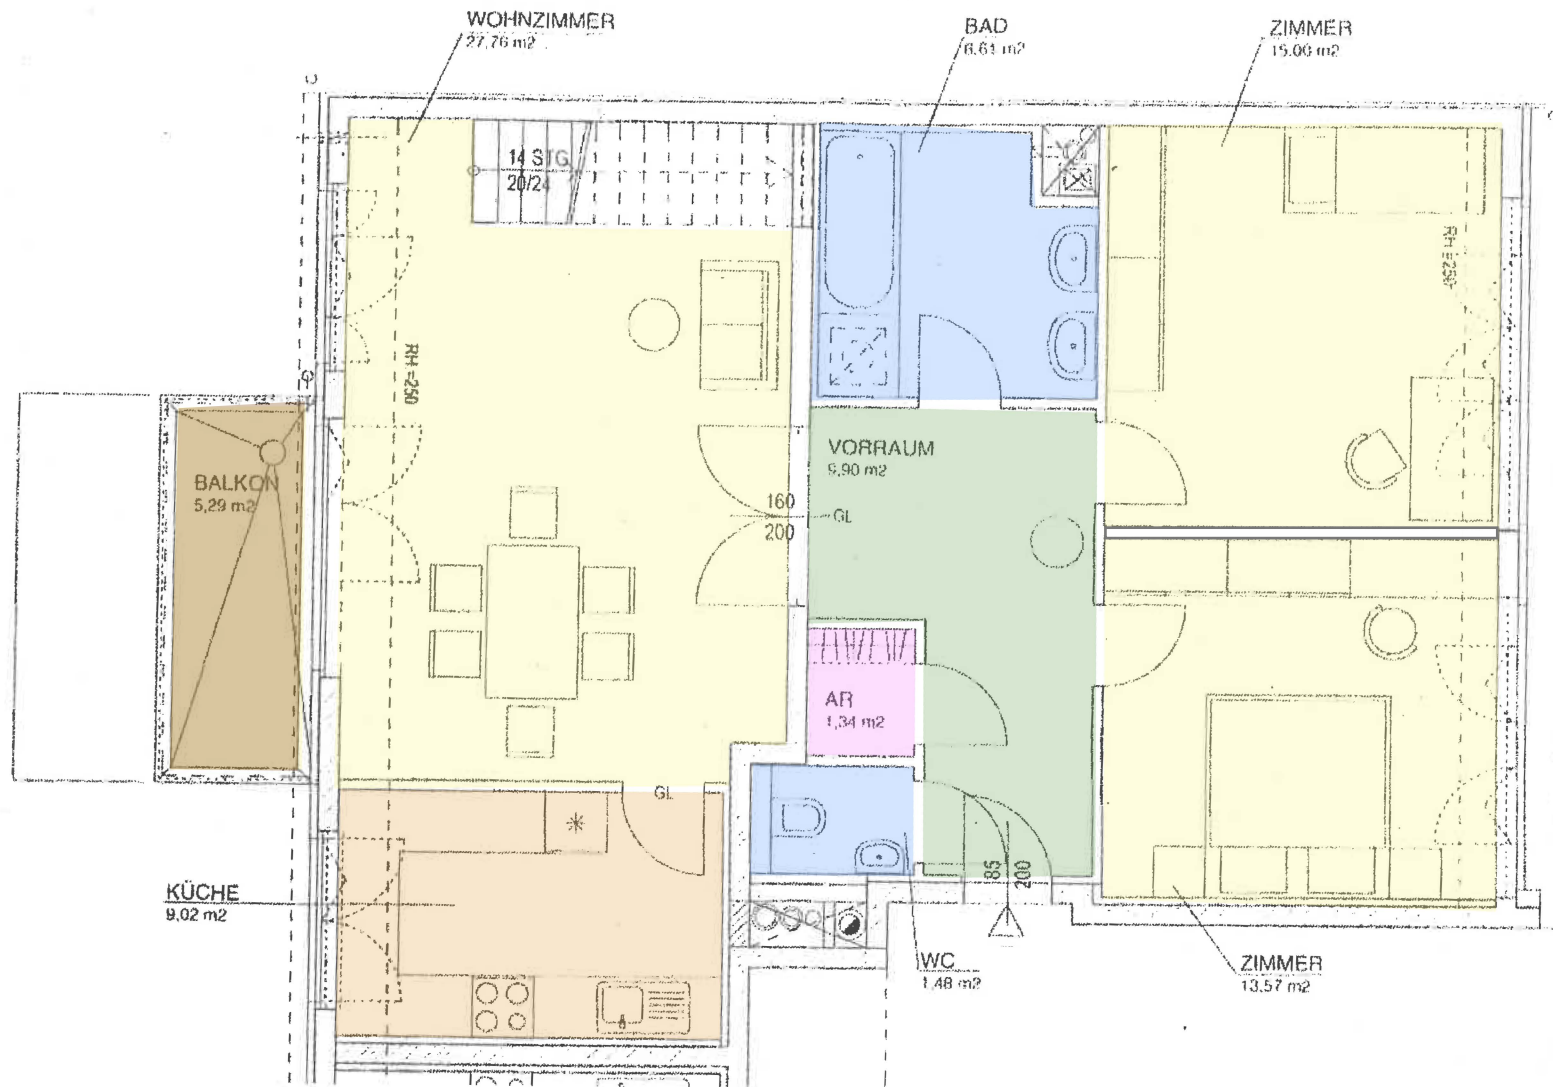 WOHNZIMMER
27,76 m2
BAD
6,61 m2
ZIMMER
15,00 m2
14 STG
20/24
RH =250
RH =250
BALKON
5,29 m2
VORRAUM
9,90 m2
160
200
GL
AR
1,34 m2
GL
85
200
KÜCHE
9,02 m2
WC
1,48 m2
ZIMMER
13,57 m2